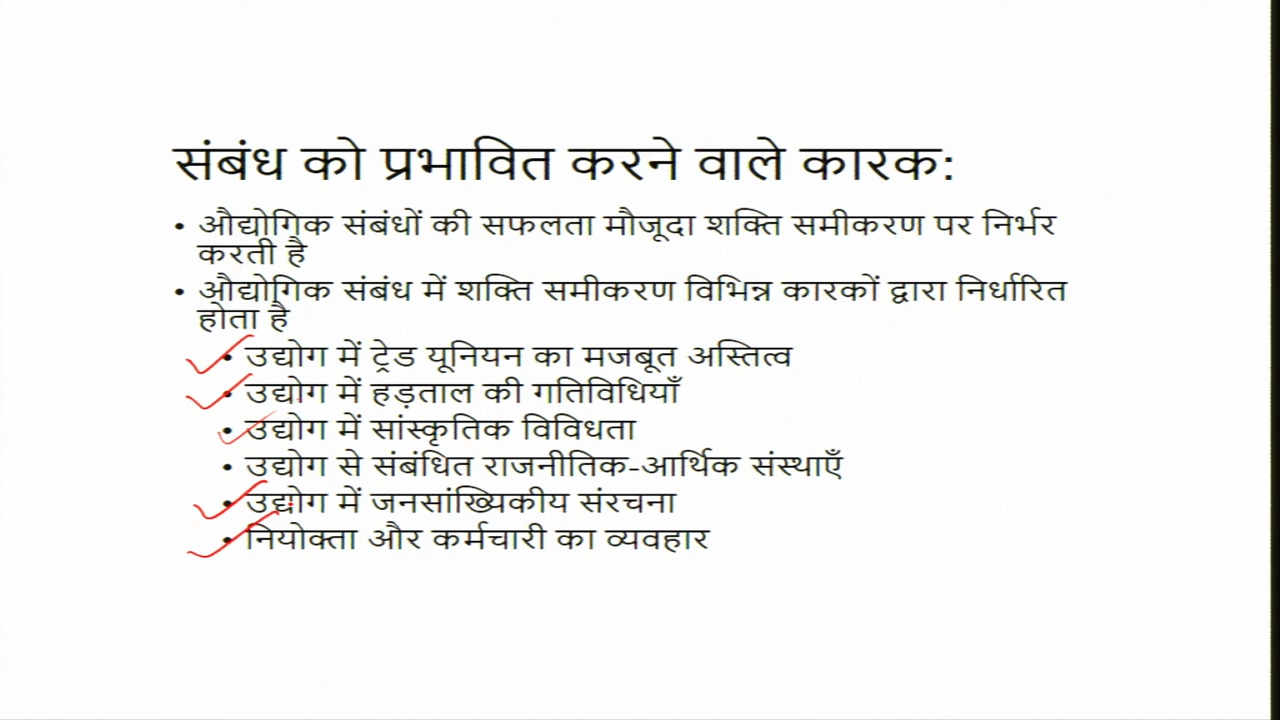 संबंध को प्रभावित करने वाले कारक:
• औद्योगिक संबंधों की सफलता मौजूदा शक्ति समीकरण पर निर्भर
करती है
• औद्योगिक संबंध में शक्ति समीकरण विभिन्न कारकों द्वारा निर्धारित
होता है
• उद्योग में ट्रेड यूनियन का मजबूत अस्तित्व
• उद्योग में हड़ताल की गतिविधियाँ
• उद्योग में सांस्कृतिक विविधता
• उद्योग से संबंधित राजनीतिक-आर्थिक संस्थाएँ
• उद्योग में जनसांख्यिकीय संरचना
• नियोक्ता और कर्मचारी का व्यवहार